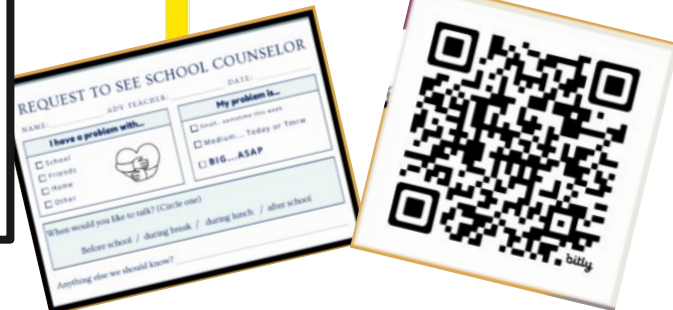 REQUEST TO SEE SCHOOL COUNSELOR
NAME: ADV TEACHER: DATE:
I have a problem with...
School
Friends
Home
Other
My problem is...
Small...sometime this week
Medium... Today or Tmrw
BIG...ASAP
When would you like to talk? (Circle one)
Before school / during break / during lunch / after school
Anything else we should know?
bitly